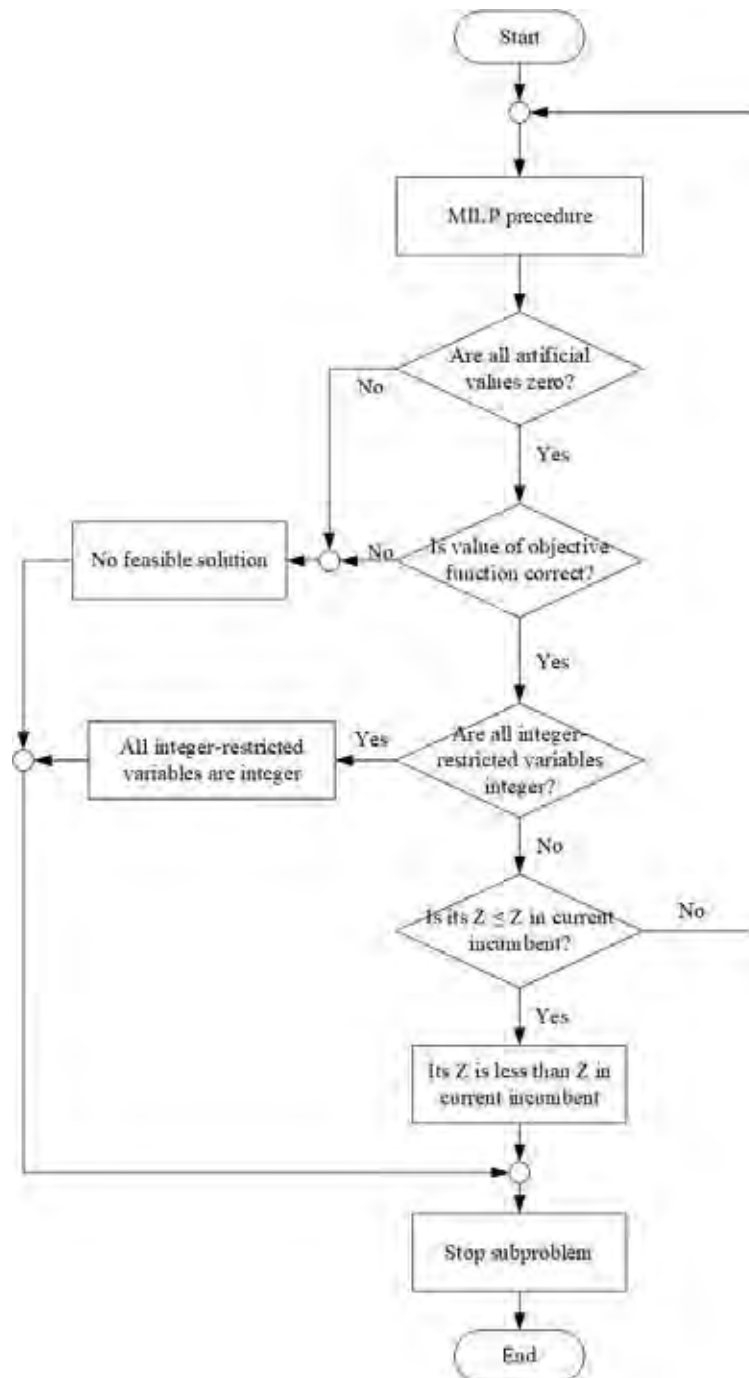 Start
MILP precedure
Are all artificial
values zero?
No
Yes
Is value of objective
function correct?
No
No feasible solution
Yes
Are all integer-
restricted variables
integer?
Yes
All integer-restricted
variables are integer
No
Is its Z ≤ Z in current
incumbent?
No
Yes
Its Z is less than Z in
current incumbent
Stop subproblem
End